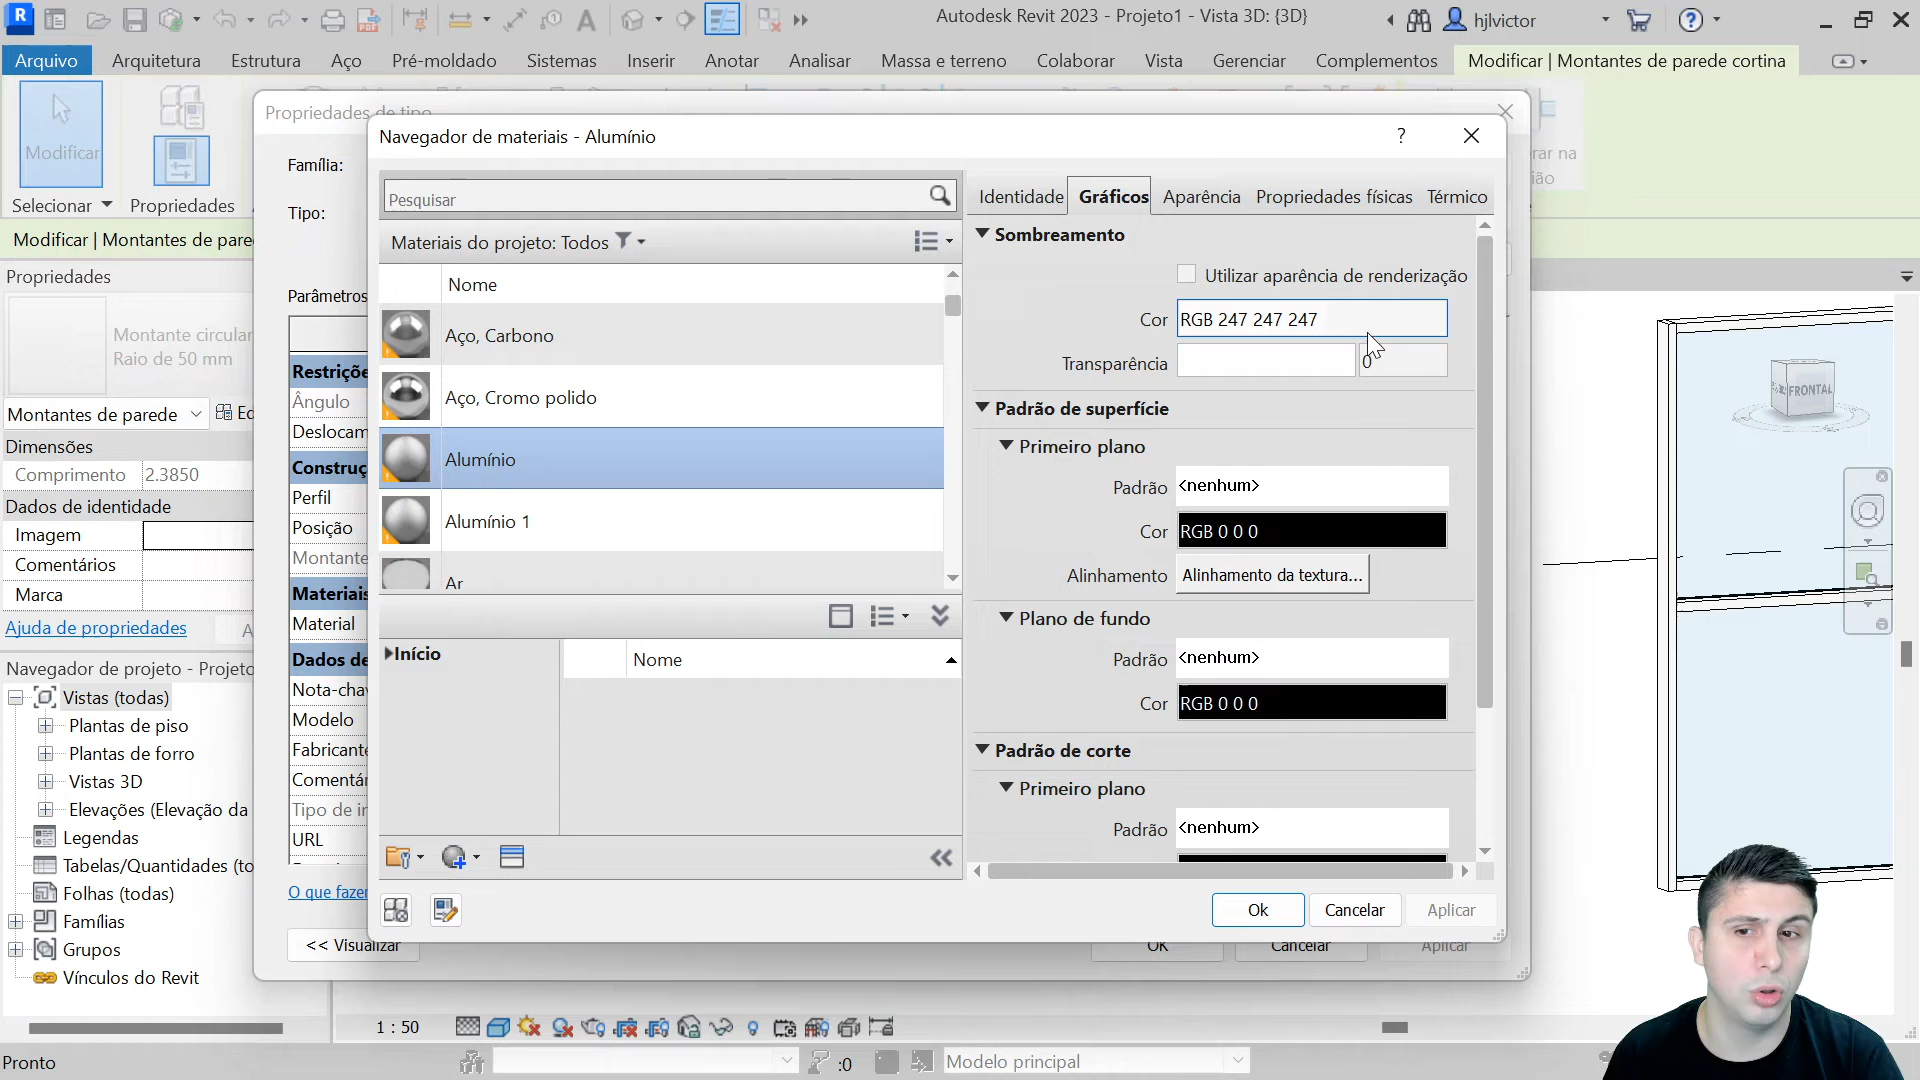 Autodesk Revit 2023 - Projeto1 - Vista 3D: {3D}
hjlvictor
Arquivo
Arquitetura
Estrutura
Aço
Pré-moldado
Sistemas
Inserir
Anotar
Analisar
Massa e terreno
Colaborar
Vista
Gerenciar
Complementos
Modificar | Montantes de parede cortina
Modificar
Selecionar
Propriedades
Modificar | Montantes de pare
Propriedades de tipo
Família:
Tipo:
Parâmetros
Propriedades
Montante circular
Raio de 50 mm
Montantes de parede
Ed
Dimensões
Comprimento 2.3850
Dados de identidade
Imagem
Comentários
Marca
Ajuda de propriedades
A
Navegador de projeto - Projeto
Vistas (todas)
Plantas de piso
Plantas de forro
Vistas 3D
Elevações (Elevação da
Legendas
Tabelas/Quantidades (to
Folhas (todas)
Famílias
Grupos
Vínculos do Revit
Restriçõe
Ângulo
Deslocam
Construç
Perfil
Posição
Montante
Materiais
Material
Dados de
Nota-cha
Modelo
Fabricante
Comentár
Tipo de ir
URL
O que faze
<< Visualizar
OK
Cancelar
Aplicar
Navegador de materiais - Alumínio
?
Pesquisar
Materiais do projeto: Todos
Nome
Aço, Carbono
Aço, Cromo polido
Alumínio
Alumínio 1
Ar
Início
Nome
Identidade
Gráficos
Aparência
Propriedades físicas
Térmico
Sombreamento
Utilizar aparência de renderização
Cor RGB 247 247 247
Transparência 0
Padrão de superfície
Primeiro plano
Padrão <nenhum>
Cor RGB 0 0 0
Alinhamento Alinhamento da textura...
Plano de fundo
Padrão <nenhum>
Cor RGB 0 0 0
Padrão de corte
Primeiro plano
Padrão <nenhum>
Ok
Cancelar
Aplicar
rar na
ão
FRONTAL
1 : 50
Pronto
:0
Modelo principal